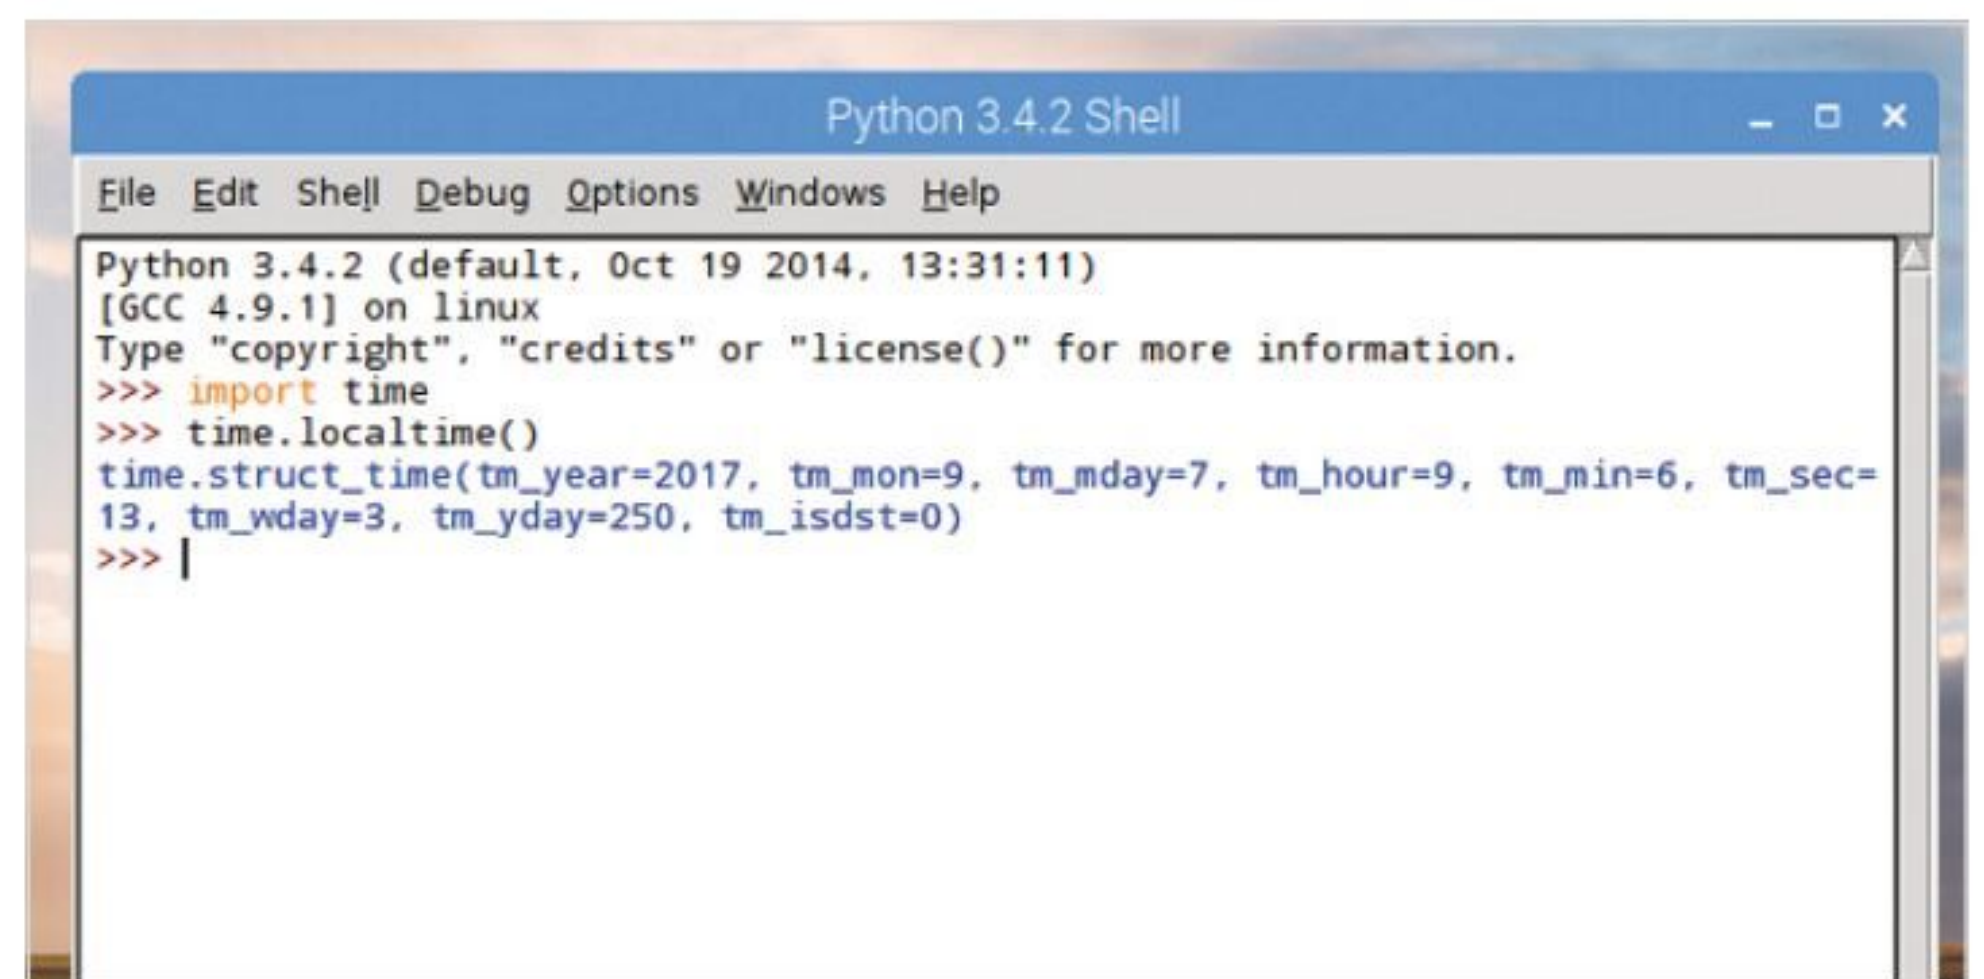 Python 3.4.2 Shell
File Edit Shell Debug Options Windows Help
Python 3.4.2 (default, Oct 19 2014, 13:31:11)
[GCC 4.9.1] on linux
Type "copyright", "credits" or "license()" for more information.
>>> import time
>>> time.localtime()
time.struct_time(tm_year=2017, tm_mon=9, tm_mday=7, tm_hour=9, tm_min=6, tm_sec=
13, tm_wday=3, tm_yday=250, tm_isdst=0)
>>>